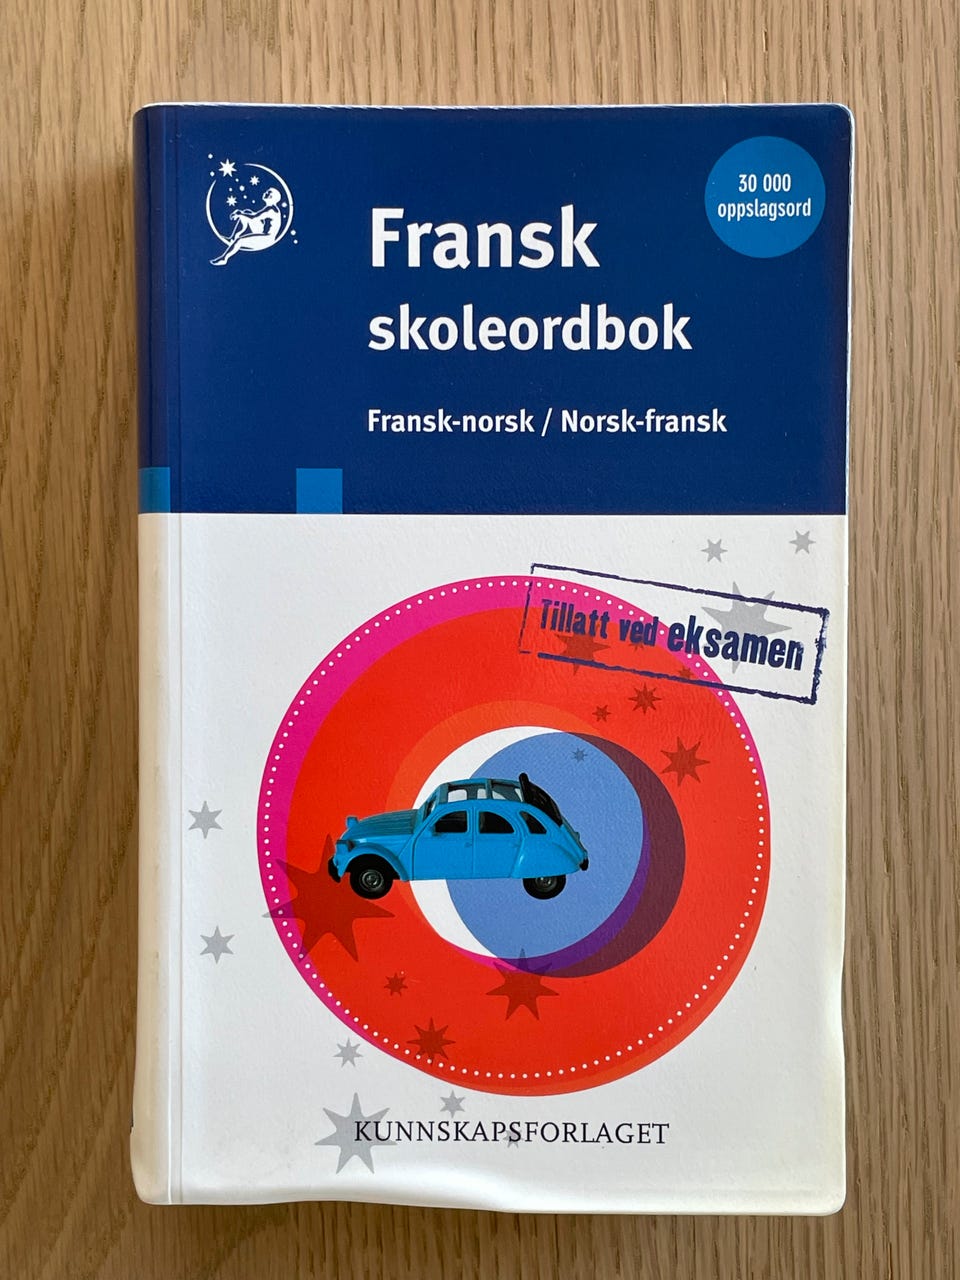 30 000
oppslagsord
Fransk
skoleordbok
Fransk-norsk / Norsk-fransk
Tillatt ved eksamen
KUNNSKAPSFORLAGET